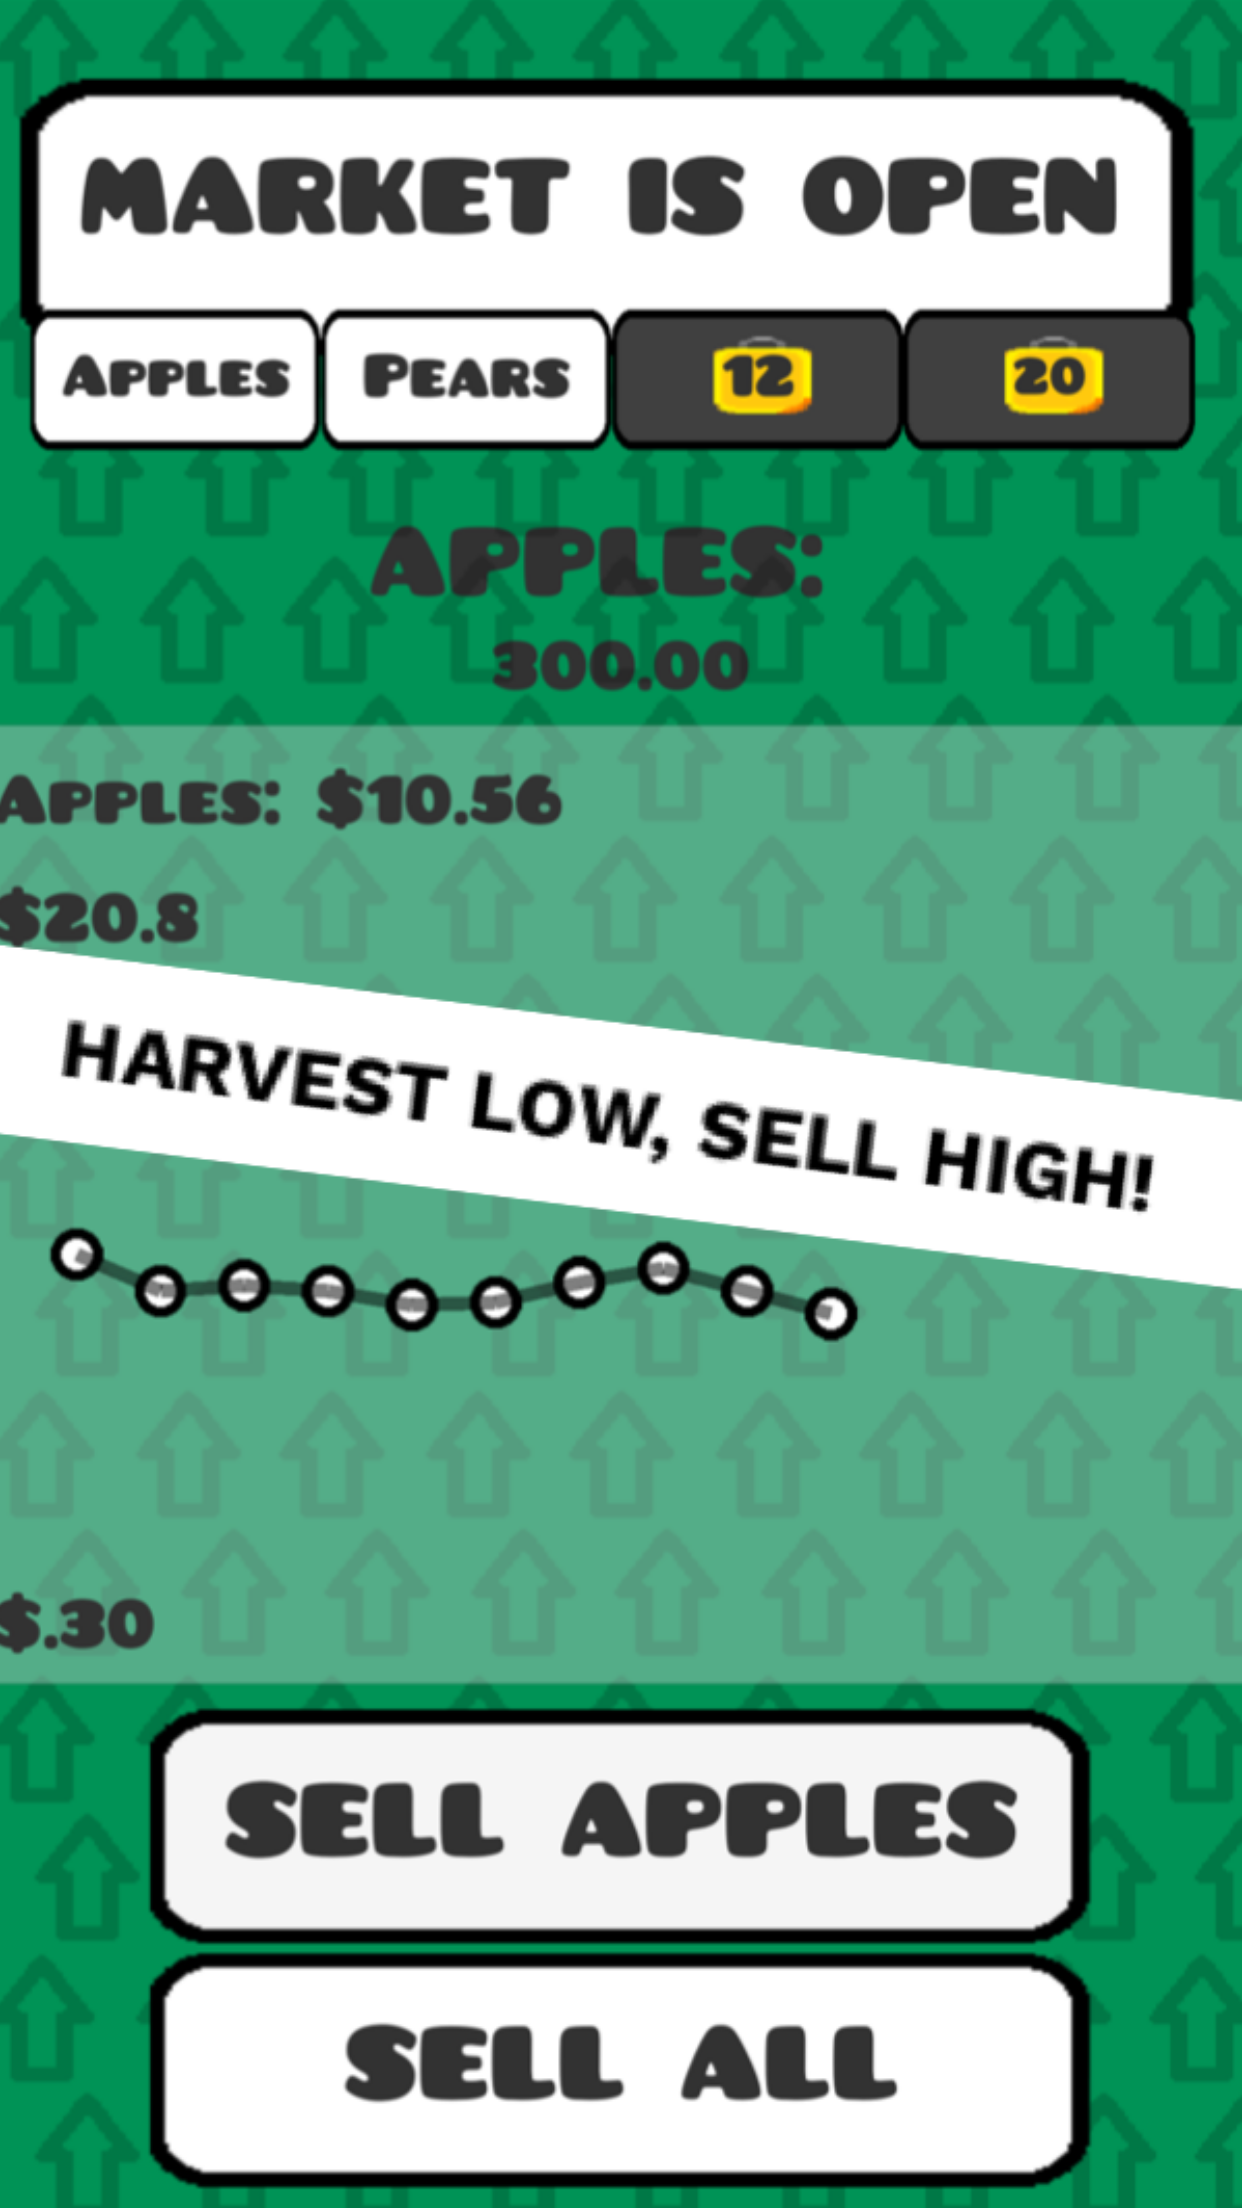 MARKET IS OPEN
APPLES PEARS 12 20
APPLES:
300.00
APPLES: $10.56
$20.8
HARVEST LOW, SELL HIGH!
$.30
SELL APPLES
SELL ALL